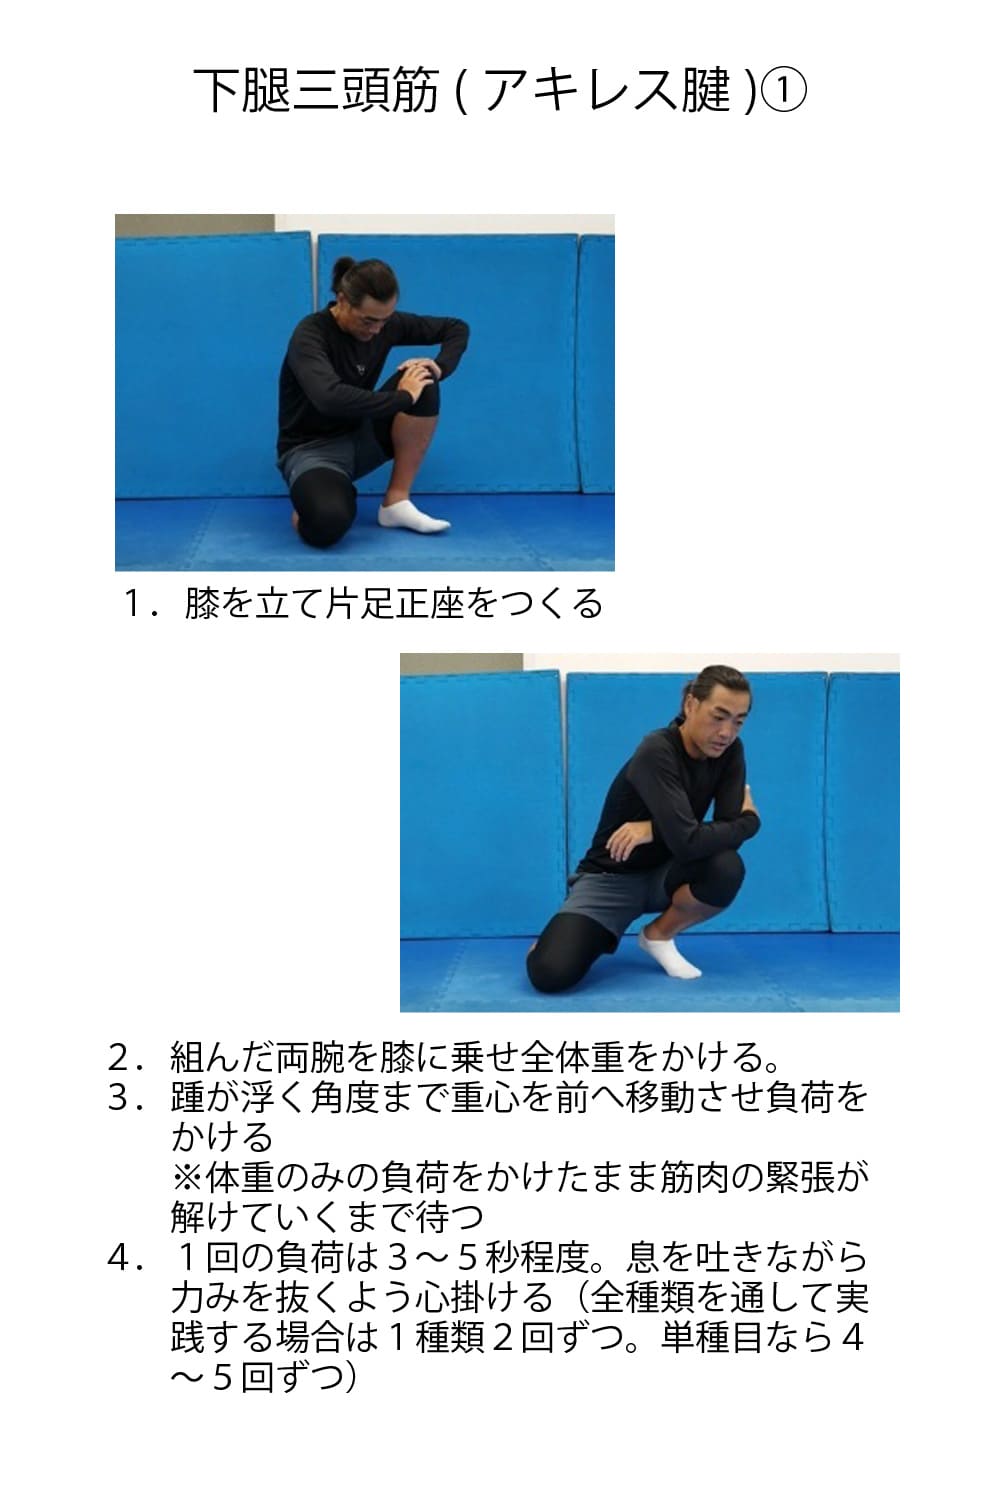 下腿三頭筋 ( アキレス腱 )①
１．膝を立て片足正座をつくる
２．組んだ両腕を膝に乗せ全体重をかける。
３．踵が浮く角度まで重心を前へ移動させ負荷を
かける
※体重のみの負荷をかけたまま筋肉の緊張が
解けていくまで待つ
４．１回の負荷は３～５秒程度。息を吐きながら
力みを抜くよう心掛ける（全種類を通して実
践する場合は１種類２回ずつ。単種目なら４
～５回ずつ）